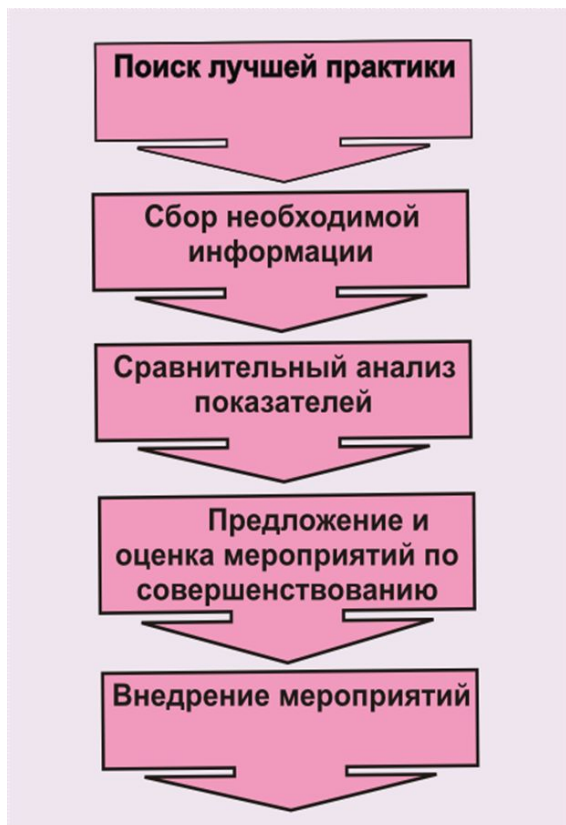 Поиск лучшей практики
Сбор необходимой
информации
Сравнительный анализ
показателей
Предложение и
оценка мероприятий по
совершенствованию
Внедрение мероприятий